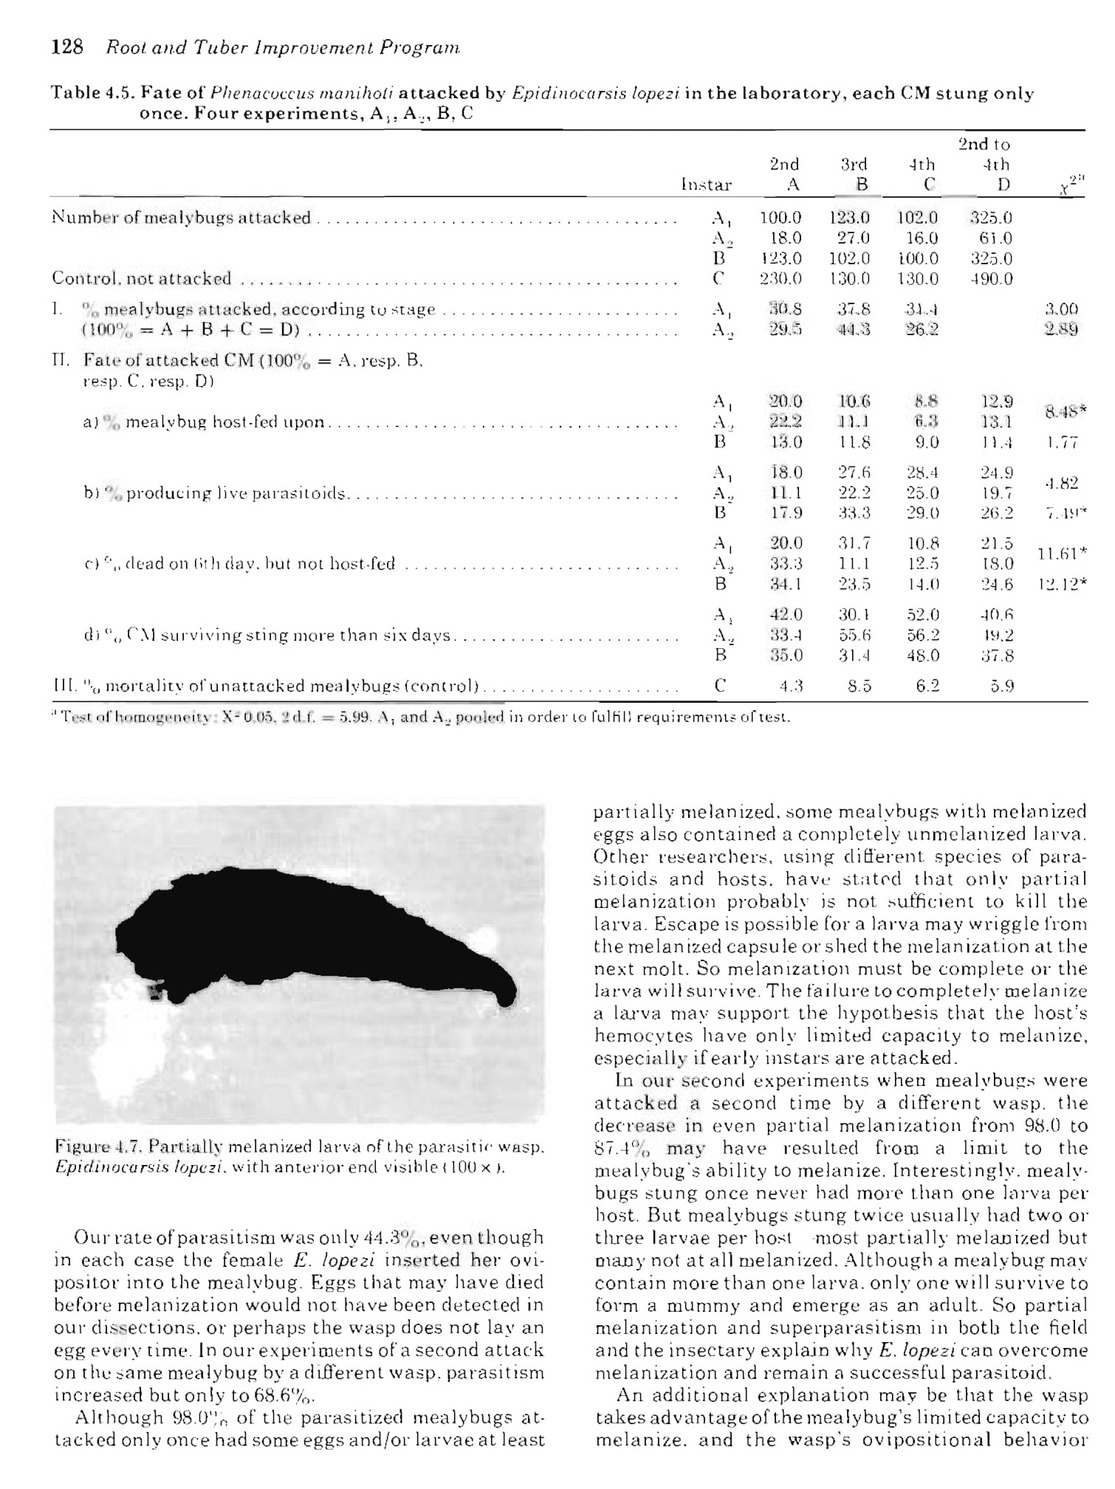 128 Root and Tuber Improvement Program
Table 4.5. Fate of Phenacoccus manihoti attacked by Epidinocarsis lopezi in the laboratory, each CM stung only
once. Four experiments, A₁, A₂, B, C
2nd to
2nd 3rd 4th 4th
Instar A B C D χ²ᵃ
Number of mealybugs attacked A₁ 100.0 123.0 102.0 325.0
A₂ 18.0 27.0 16.0 61.0
B 123.0 102.0 100.0 325.0
Control, not attacked C 230.0 130.0 130.0 490.0
I. % mealybugs attacked, according to stage A₁ 30.8 37.8 31.4 3.00
(100% = A + B + C = D) A₂ 29.5 44.3 26.2 2.89
II. Fate of attacked CM (100% = A, resp. B,
resp. C, resp. D)
A₁ 20.0 10.6 8.8 12.9 8.48*
a) % mealybug host-fed upon A₂ 22.2 11.1 6.3 13.1
B 13.0 11.8 9.0 11.4 1.77
A₁ 18.0 27.6 28.4 24.9 4.82
b) % producing live parasitoids A₂ 11.1 22.2 25.0 19.7
B 17.9 33.3 29.0 26.2 7.49*
A₁ 20.0 31.7 10.8 21.5 11.61*
c) % dead on 6th day, but not host-fed A₂ 33.3 11.1 12.5 18.0
B 34.1 23.5 14.0 24.6 12.12*
A₁ 42.0 30.1 52.0 40.6
d) % CM surviving sting more than six days A₂ 33.4 55.6 56.2 49.2
B 35.0 31.4 48.0 37.8
III. % mortality of unattacked mealybugs (control) C 4.3 8.5 6.2 5.9
ᵃ Test of homogeneity: X² 0.05, 2 d.f. = 5.99. A₁ and A₂ pooled in order to fulfill requirements of test.
Figure 4.7. Partially melanized larva of the parasitic wasp,
Epidinocarsis lopezi, with anterior end visible (100 ×).
Our rate of parasitism was only 44.3%, even though
in each case the female E. lopezi inserted her ovi-
positor into the mealybug. Eggs that may have died
before melanization would not have been detected in
our dissections, or perhaps the wasp does not lay an
egg every time. In our experiments of a second attack
on the same mealybug by a different wasp, parasitism
increased but only to 68.6%.
Although 98.0% of the parasitized mealybugs at-
tacked only once had some eggs and/or larvae at least
partially melanized, some mealybugs with melanized
eggs also contained a completely unmelanized larva.
Other researchers, using different species of para-
sitoids and hosts, have stated that only partial
melanization probably is not sufficient to kill the
larva. Escape is possible for a larva may wriggle from
the melanized capsule or shed the melanization at the
next molt. So melanization must be complete or the
larva will survive. The failure to completely melanize
a larva may support the hypothesis that the host's
hemocytes have only limited capacity to melanize,
especially if early instars are attacked.
In our second experiments when mealybugs were
attacked a second time by a different wasp, the
decrease in even partial melanization from 98.0 to
87.4% may have resulted from a limit to the
mealybug's ability to melanize. Interestingly, mealy-
bugs stung once never had more than one larva per
host. But mealybugs stung twice usually had two or
three larvae per host most partially melanized but
many not at all melanized. Although a mealybug may
contain more than one larva, only one will survive to
form a mummy and emerge as an adult. So partial
melanization and superparasitism in both the field
and the insectary explain why E. lopezi can overcome
melanization and remain a successful parasitoid.
An additional explanation may be that the wasp
takes advantage of the mealybug's limited capacity to
melanize, and the wasp's ovipositional behavior